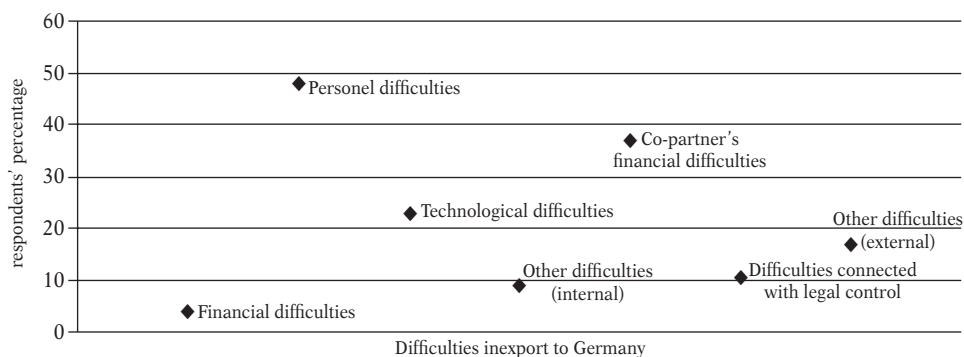 60
50
40
30
20
10
0
respondents' percentage
Personel difficulties
Co-partner's
financial difficulties
Technological difficulties
Other difficulties
(external)
Other difficulties
(internal)
Difficulties connected
with legal control
Financial difficulties
Difficulties inexport to Germany